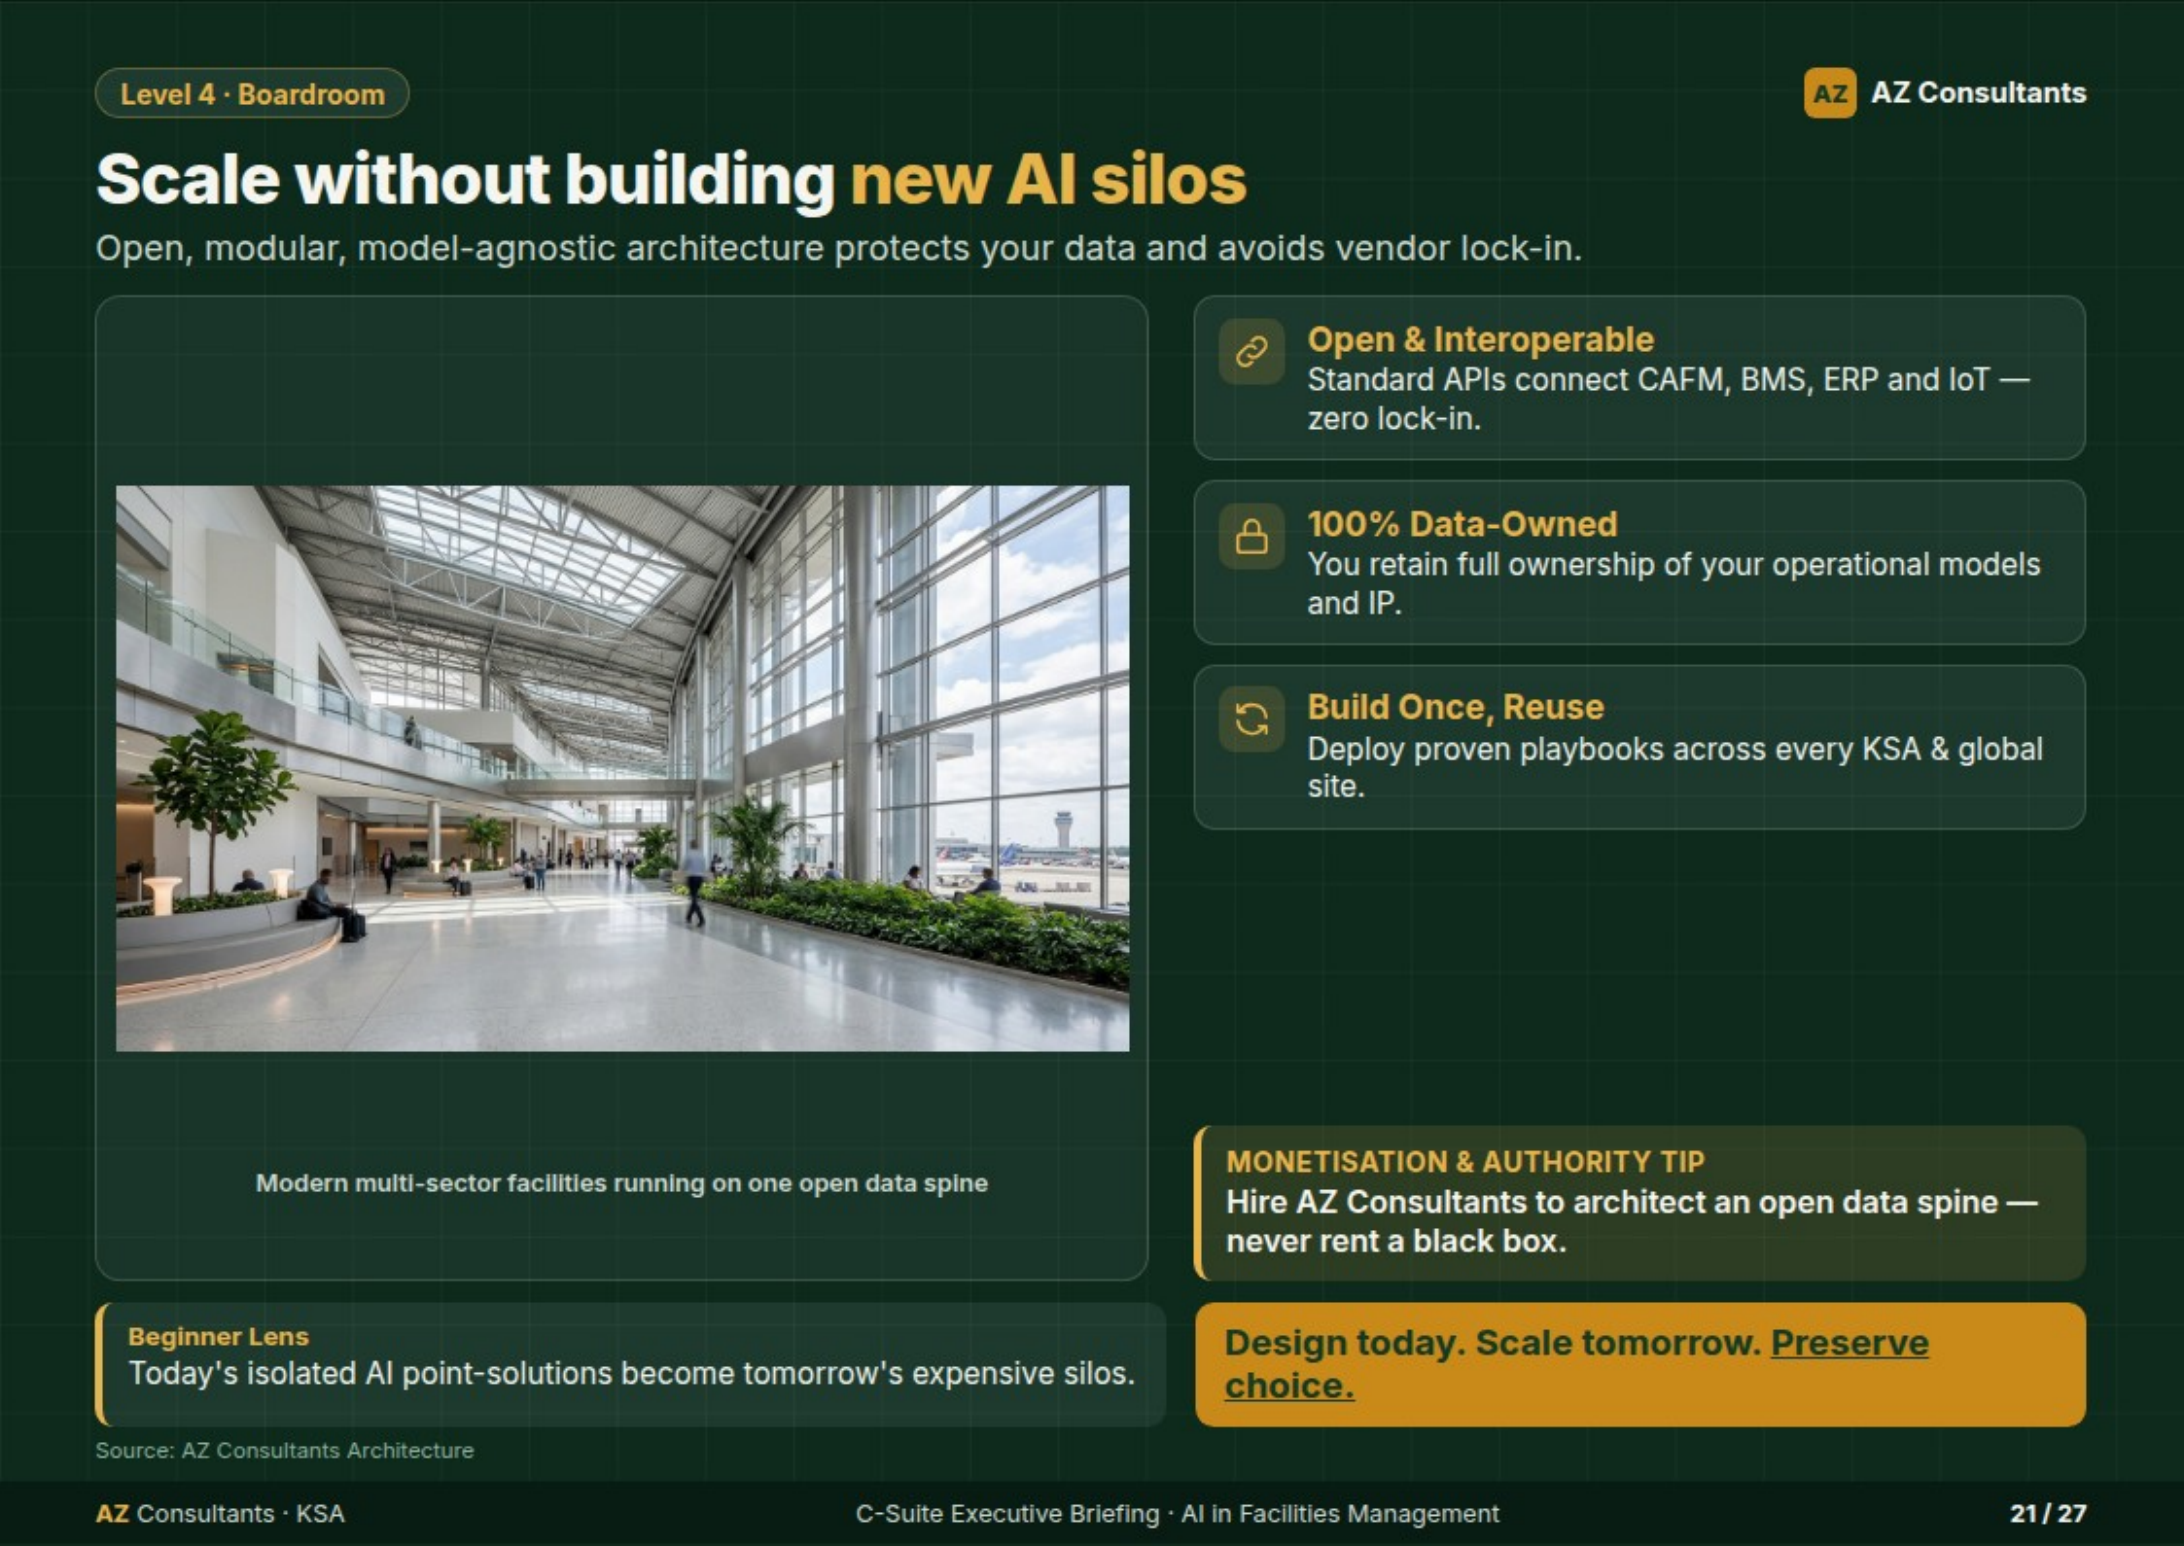 Level 4 · Boardroom
AZ AZ Consultants
Scale without building new AI silos
Open, modular, model-agnostic architecture protects your data and avoids vendor lock-in.
Modern multi-sector facilities running on one open data spine
Open & Interoperable
Standard APIs connect CAFM, BMS, ERP and IoT —
zero lock-in.
100% Data-Owned
You retain full ownership of your operational models
and IP.
Build Once, Reuse
Deploy proven playbooks across every KSA & global
site.
MONETISATION & AUTHORITY TIP
Hire AZ Consultants to architect an open data spine —
never rent a black box.
Beginner Lens
Today's isolated AI point-solutions become tomorrow's expensive silos.
Design today. Scale tomorrow. Preserve
choice.
Source: AZ Consultants Architecture
AZ Consultants · KSA
C-Suite Executive Briefing · AI in Facilities Management
21 / 27